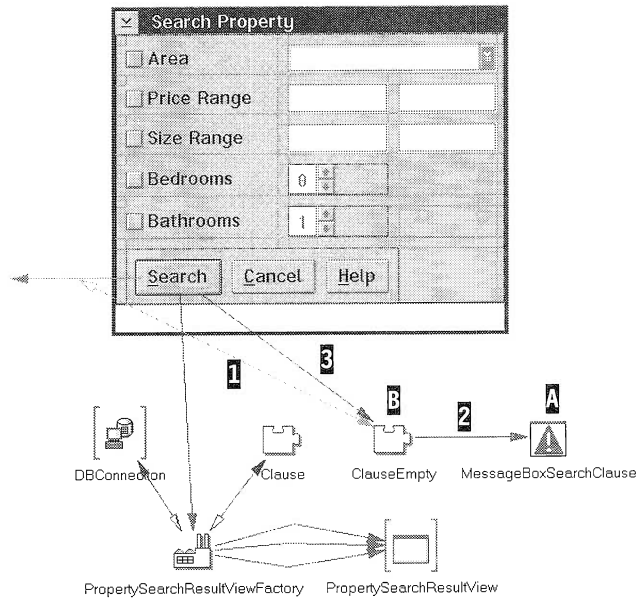 Search Property
Area
Price Range
Size Range
Bedrooms 0
Bathrooms 1
Search Cancel Help
3
1 B A
2
DBConnection Clause ClauseEmpty MessageBoxSearchClause
PropertySearchResultViewFactory PropertySearchResultView